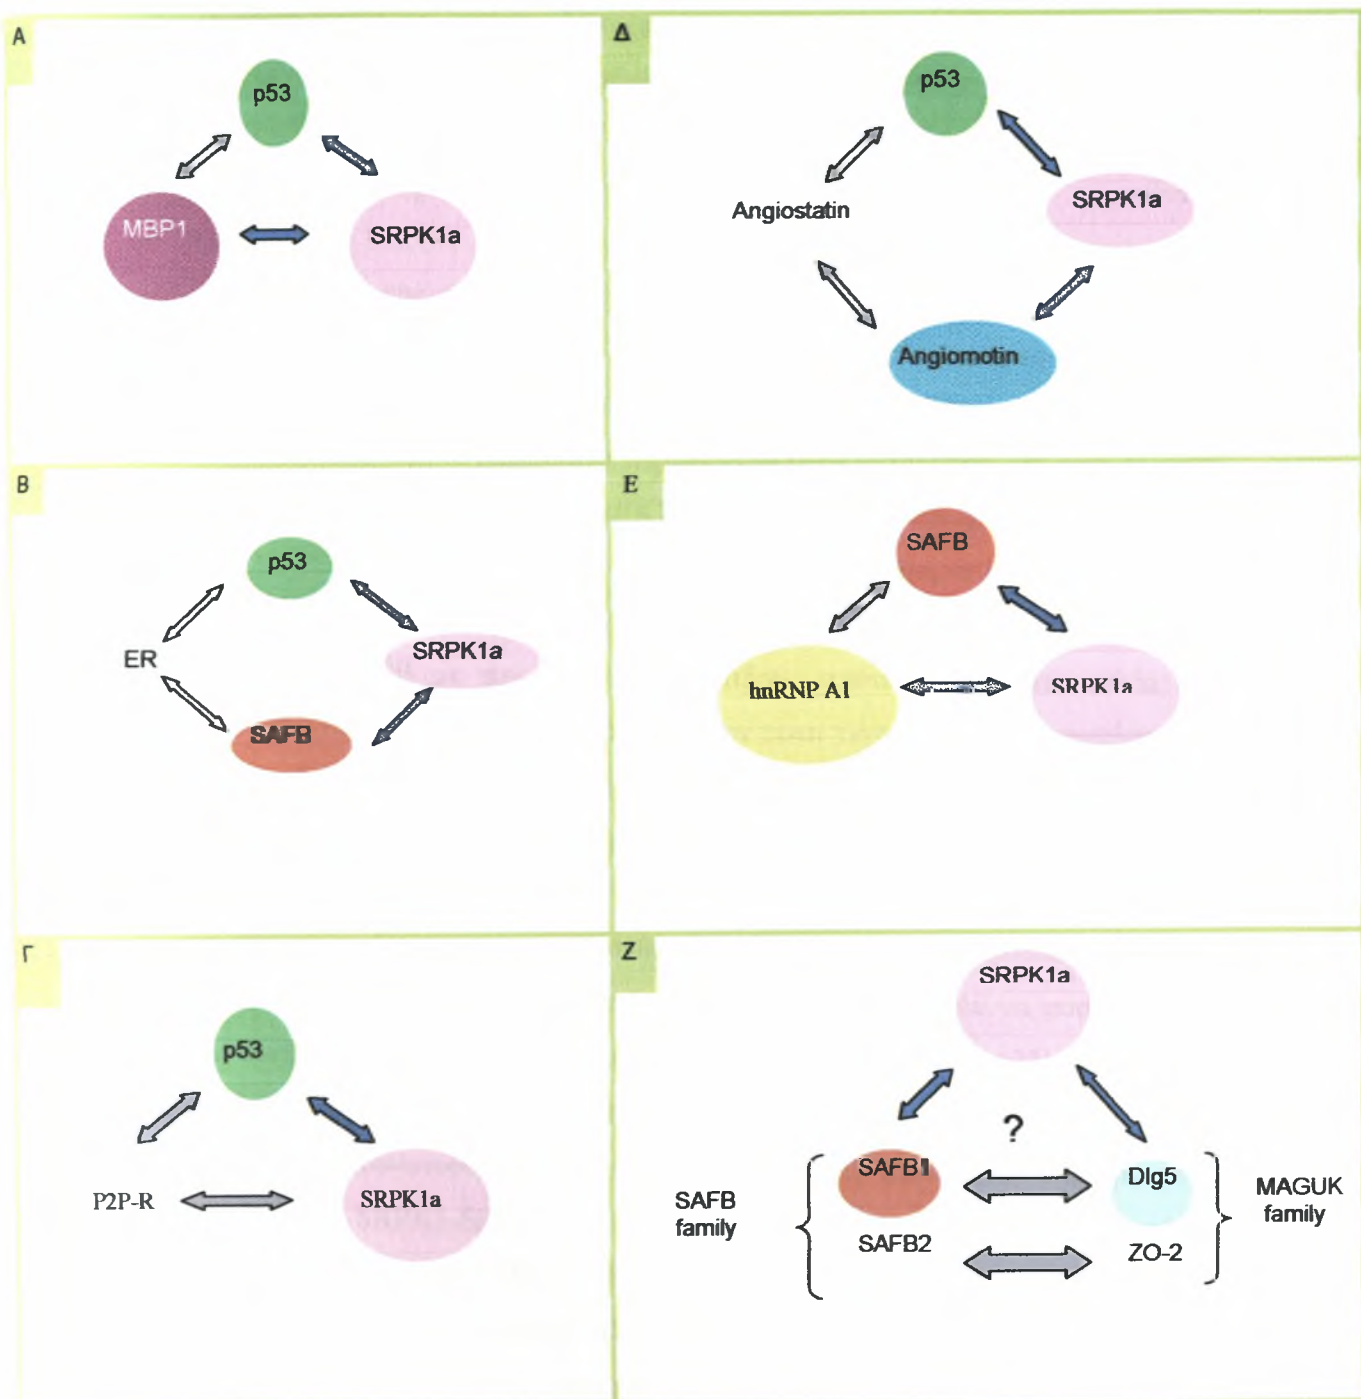 A
p53
MBP1
SRPK1a
Δ
p53
Angiostatin
SRPK1a
Angiomotin
B
p53
ER
SRPK1a
SAFB
E
SAFB
hnRNP A1
SRPK1a
Γ
p53
P2P-R
SRPK1a
Z
SRPK1a
?
SAFB
family
SAFB1
Dlg5
MAGUK
family
SAFB2
ZO-2